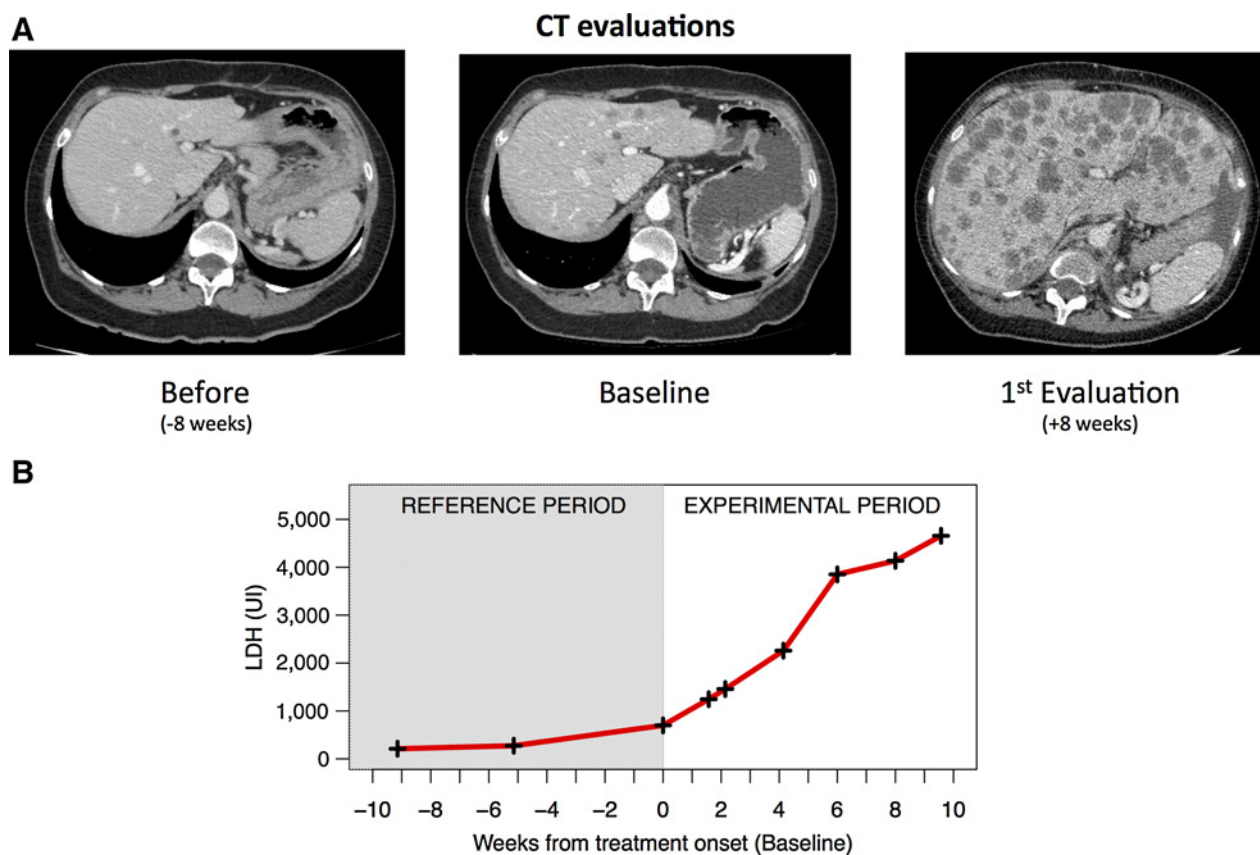 A
CT evaluations
Before
(-8 weeks)
Baseline
1st Evaluation
(+8 weeks)
B
REFERENCE PERIOD
EXPERIMENTAL PERIOD
5,000
4,000
3,000
2,000
1,000
0
LDH (UI)
−10 −8 −6 −4 −2 0 2 4 6 8 10
Weeks from treatment onset (Baseline)